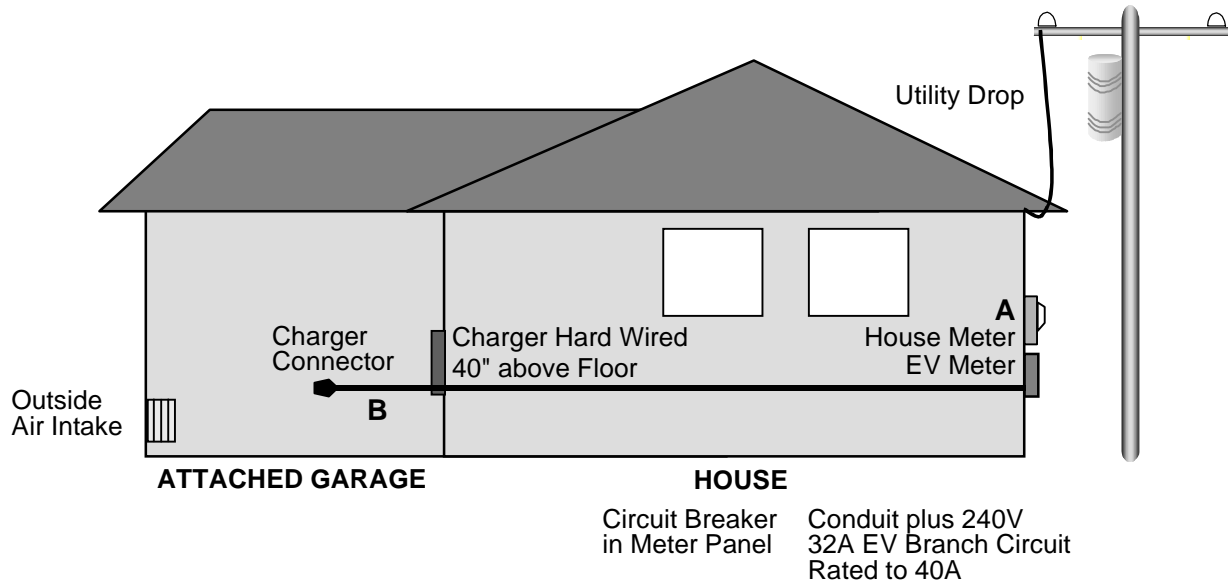 Utility Drop
A
House Meter
EV Meter
Charger
Connector
Charger Hard Wired
40" above Floor
B
Outside
Air Intake
ATTACHED GARAGE
HOUSE
Circuit Breaker
in Meter Panel
Conduit plus 240V
32A EV Branch Circuit
Rated to 40A